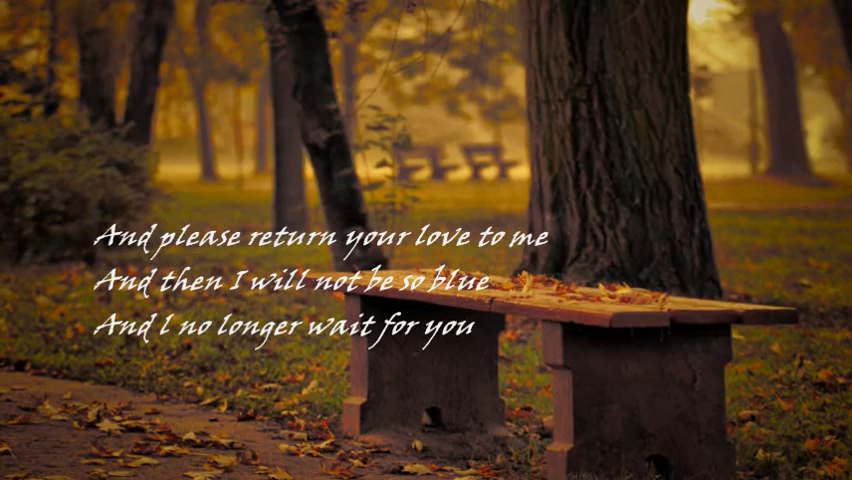 And please return your love to me
And then I will not be so blue
And l no longer wait for you